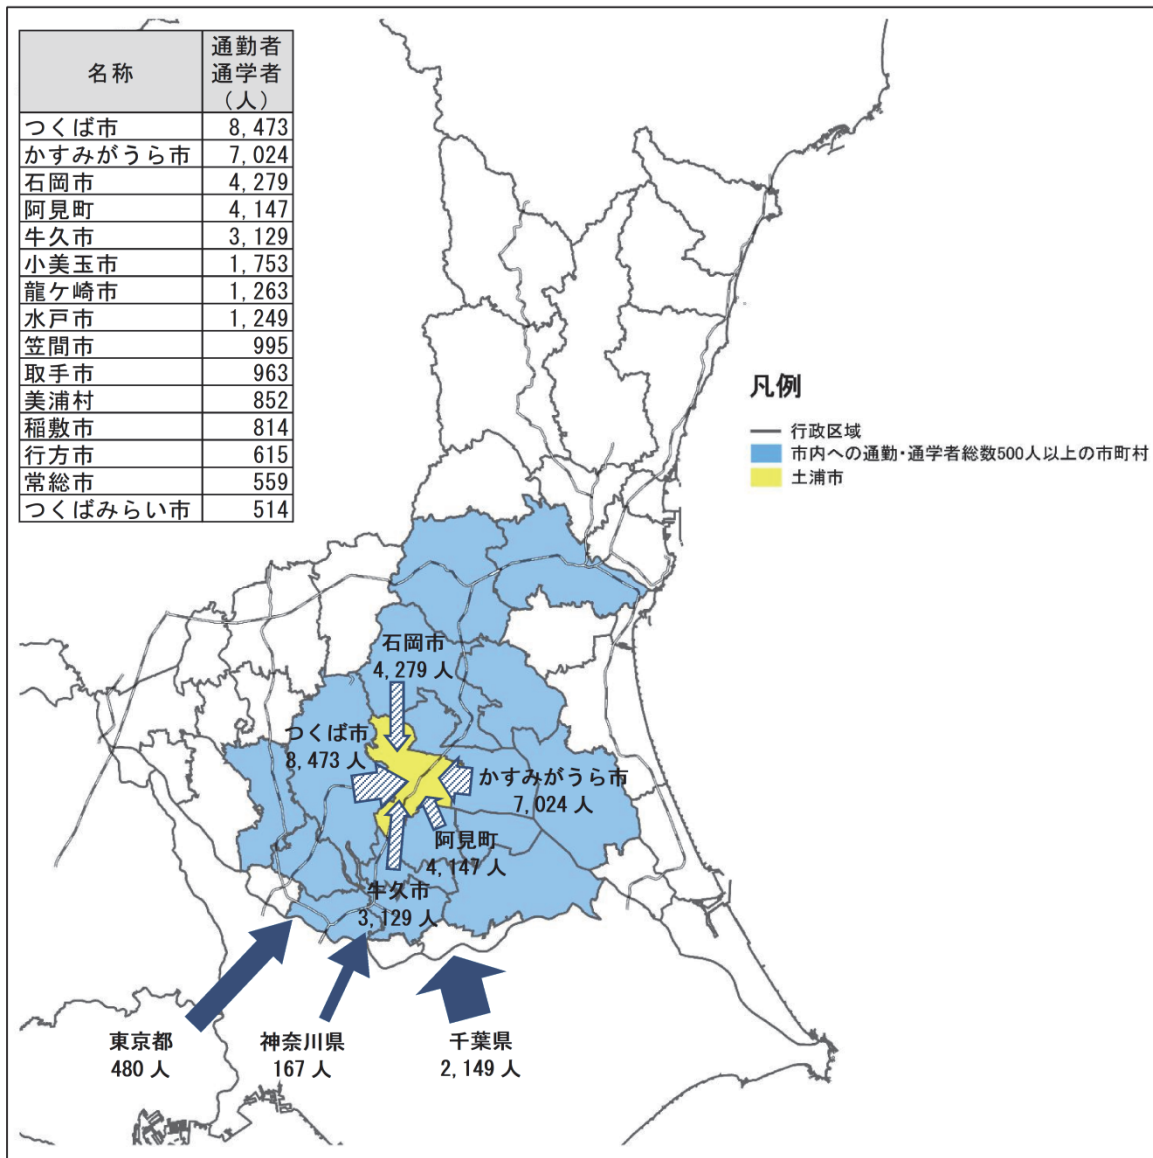 名称
通勤者
通学者
(人)
つくば市 8,473
かすみがうら市 7,024
石岡市 4,279
阿見町 4,147
牛久市 3,129
小美玉市 1,753
龍ケ崎市 1,263
水戸市 1,249
笠間市 995
取手市 963
美浦村 852
稲敷市 814
行方市 615
常総市 559
つくばみらい市 514
凡例
行政区域
市内への通勤・通学者総数500人以上の市町村
土浦市
石岡市
4,279 人
つくば市
8,473 人
かすみがうら市
7,024 人
阿見町
4,147 人
牛久市
3,129 人
東京都
480 人
神奈川県
167 人
千葉県
2,149 人